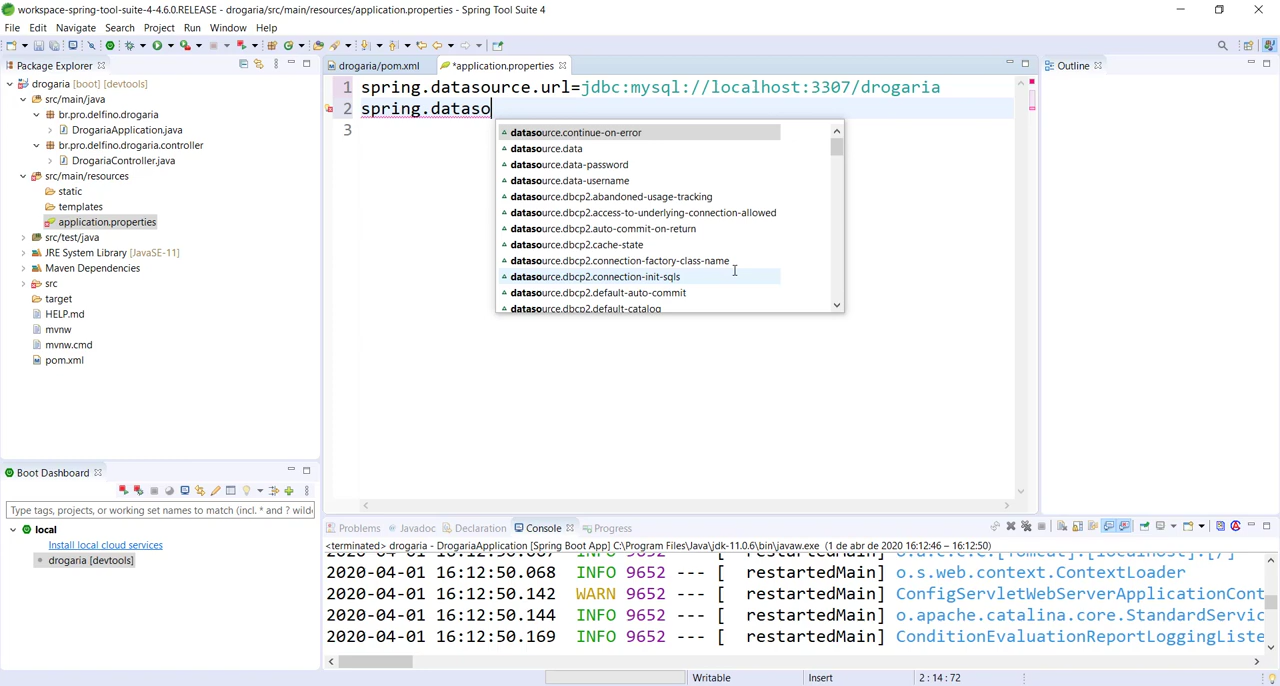 workspace-spring-tool-suite-4-4.6.0.RELEASE - drogaria/src/main/resources/application.properties - Spring Tool Suite 4
File Edit Navigate Search Project Run Window Help
Package Explorer
drogaria [boot] [devtools]
src/main/java
br.pro.delfino.drogaria
DrogariaApplication.java
br.pro.delfino.drogaria.controller
DrogariaController.java
src/main/resources
static
templates
application.properties
src/test/java
JRE System Library [JavaSE-11]
Maven Dependencies
src
target
HELP.md
mvnw
mvnw.cmd
pom.xml
drogaria/pom.xml *application.properties
1 spring.datasource.url=jdbc:mysql://localhost:3307/drogaria
2 spring.dataso
3
datasource.continue-on-error
datasource.data
datasource.data-password
datasource.data-username
datasource.dbcp2.abandoned-usage-tracking
datasource.dbcp2.access-to-underlying-connection-allowed
datasource.dbcp2.auto-commit-on-return
datasource.dbcp2.cache-state
datasource.dbcp2.connection-factory-class-name
datasource.dbcp2.connection-init-sqls
datasource.dbcp2.default-auto-commit
datasource.dbcp2.default-catalog
Outline
Boot Dashboard
Type tags, projects, or working set names to match (incl. * and ? wild
local
Install local cloud services
drogaria [devtools]
Problems Javadoc Declaration Console Progress
<terminated> drogaria - DrogariaApplication [Spring Boot App] C:\Program Files\Java\jdk-11.0.6\bin\javaw.exe (1 de abr de 2020 16:12:46 – 16:12:50)
2020-04-01 16:12:50.068 INFO 9652 --- [ restartedMain] o.s.web.context.ContextLoader
2020-04-01 16:12:50.142 WARN 9652 --- [ restartedMain] ConfigServletWebServerApplicationCont
2020-04-01 16:12:50.144 INFO 9652 --- [ restartedMain] o.apache.catalina.core.StandardServic
2020-04-01 16:12:50.169 INFO 9652 --- [ restartedMain] ConditionEvaluationReportLoggingListe
Writable Insert 2 : 14 : 72